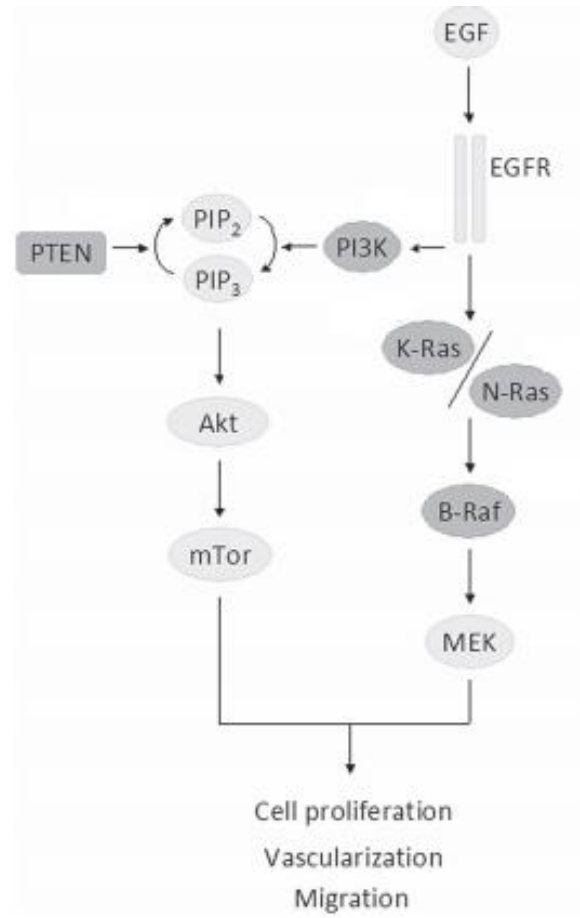 EGF
EGFR
PIP2
PTEN
PI3K
PIP3
K-Ras
N-Ras
Akt
B-Raf
mTor
MEK
Cell proliferation
Vascularization
Migration